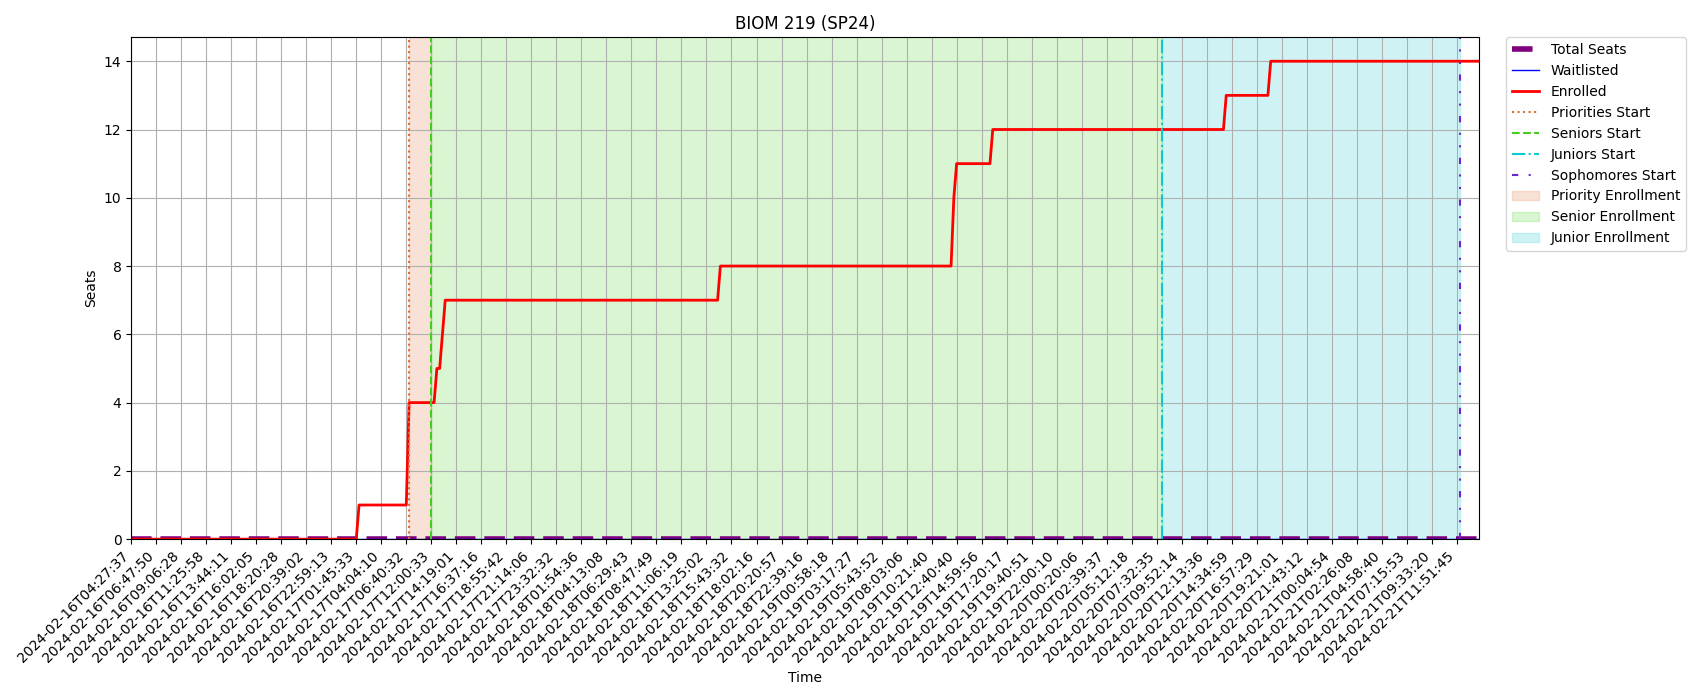 BIOM 219 (SP24)
Total Seats
Waitlisted
Enrolled
Priorities Start
Seniors Start
Juniors Start
Sophomores Start
Priority Enrollment
Senior Enrollment
Junior Enrollment
Seats
14
12
10
8
6
4
2
0
2024-02-16T04:27:37
2024-02-16T06:47:50
2024-02-16T09:06:28
2024-02-16T11:25:58
2024-02-16T13:44:11
2024-02-16T16:02:05
2024-02-16T18:20:28
2024-02-16T20:39:02
2024-02-16T22:59:13
2024-02-17T01:45:33
2024-02-17T04:04:10
2024-02-17T06:40:32
2024-02-17T12:00:33
2024-02-17T14:19:01
2024-02-17T16:37:16
2024-02-17T18:55:42
2024-02-17T21:14:06
2024-02-17T23:32:32
2024-02-18T01:54:36
2024-02-18T04:13:08
2024-02-18T06:29:43
2024-02-18T08:47:49
2024-02-18T11:06:19
2024-02-18T13:25:02
2024-02-18T15:43:32
2024-02-18T18:02:16
2024-02-18T20:20:57
2024-02-18T22:39:16
2024-02-19T00:58:18
2024-02-19T03:17:27
2024-02-19T05:43:52
2024-02-19T08:03:06
2024-02-19T10:21:40
2024-02-19T12:40:40
2024-02-19T14:59:56
2024-02-19T17:20:17
2024-02-19T19:40:51
2024-02-19T22:00:10
2024-02-20T00:20:06
2024-02-20T02:39:37
2024-02-20T05:12:18
2024-02-20T07:32:35
2024-02-20T09:52:14
2024-02-20T12:13:36
2024-02-20T14:34:59
2024-02-20T16:57:29
2024-02-20T19:21:01
2024-02-20T21:43:12
2024-02-21T00:04:54
2024-02-21T02:26:08
2024-02-21T04:58:40
2024-02-21T07:15:53
2024-02-21T09:33:20
2024-02-21T11:51:45
Time